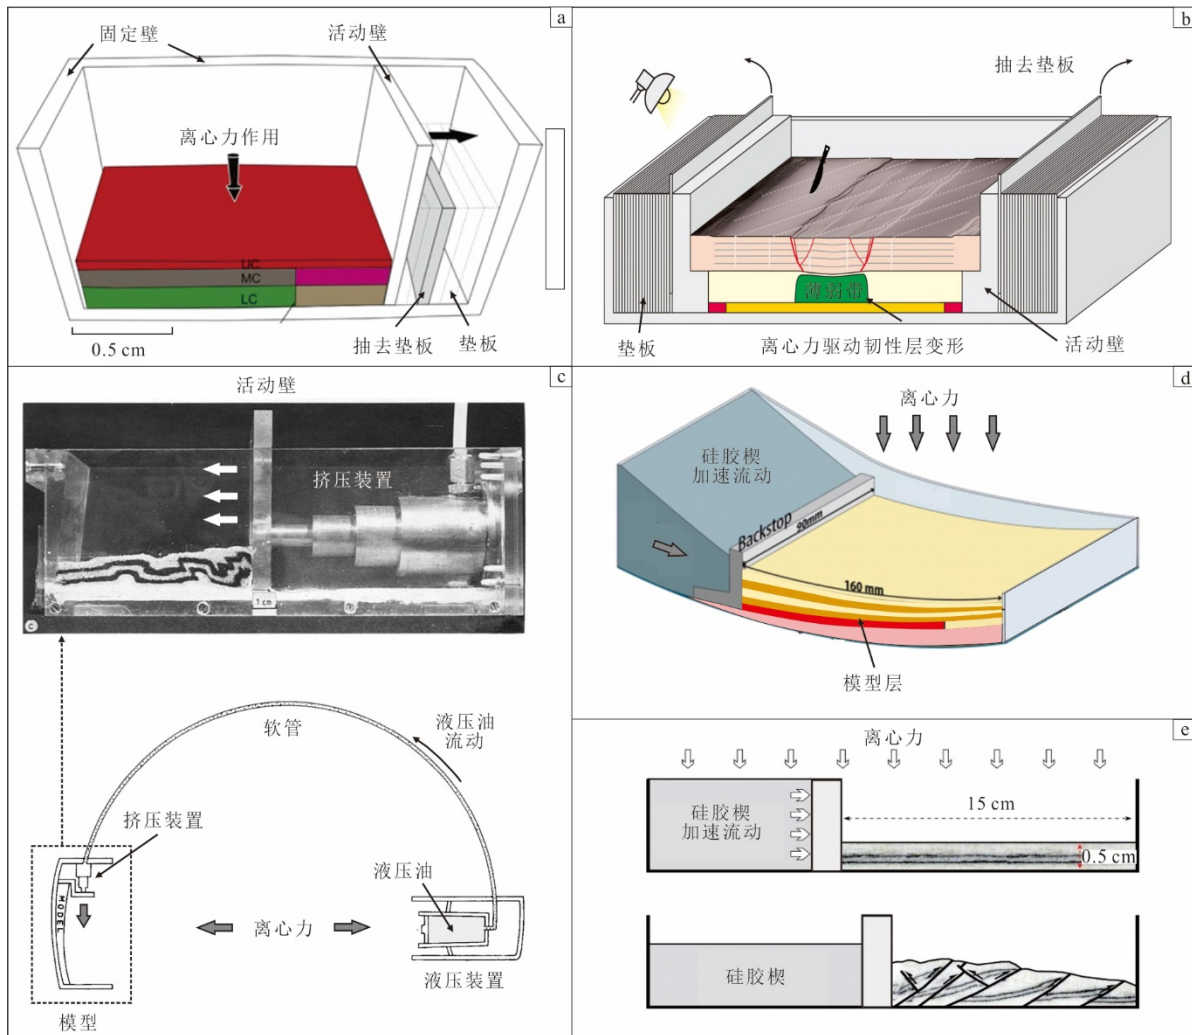 a
固定壁
活动壁
离心力作用
UC
MC
LC
0.5 cm
抽去垫板
垫板
b
抽去垫板
薄弱带
垫板
离心力驱动韧性层变形
活动壁
c
活动壁
挤压装置
1 cm
c
软管
液压油
流动
挤压装置
液压油
MODEL
离心力
液压装置
模型
d
离心力
硅胶楔
加速流动
Backstop
90mm
160 mm
模型层
e
离心力
硅胶楔
加速流动
15 cm
0.5 cm
硅胶楔